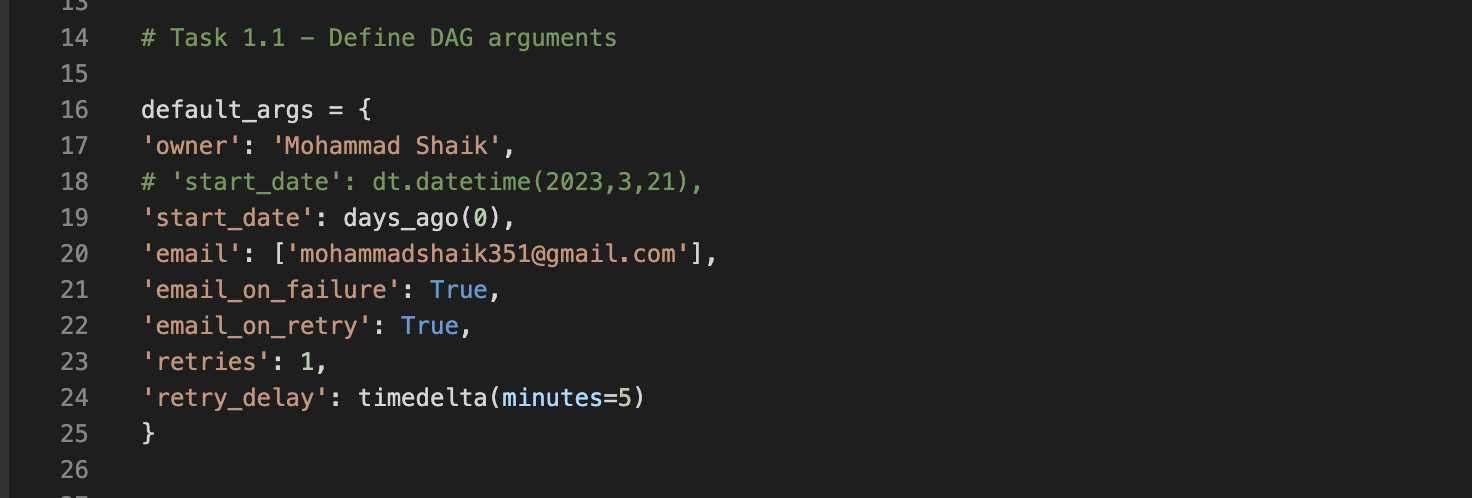 13
14 # Task 1.1 – Define DAG arguments
15
16 default_args = {
17 'owner': 'Mohammad Shaik',
18 # 'start_date': dt.datetime(2023,3,21),
19 'start_date': days_ago(0),
20 'email': ['mohammadshaik351@gmail.com'],
21 'email_on_failure': True,
22 'email_on_retry': True,
23 'retries': 1,
24 'retry_delay': timedelta(minutes=5)
25 }
26